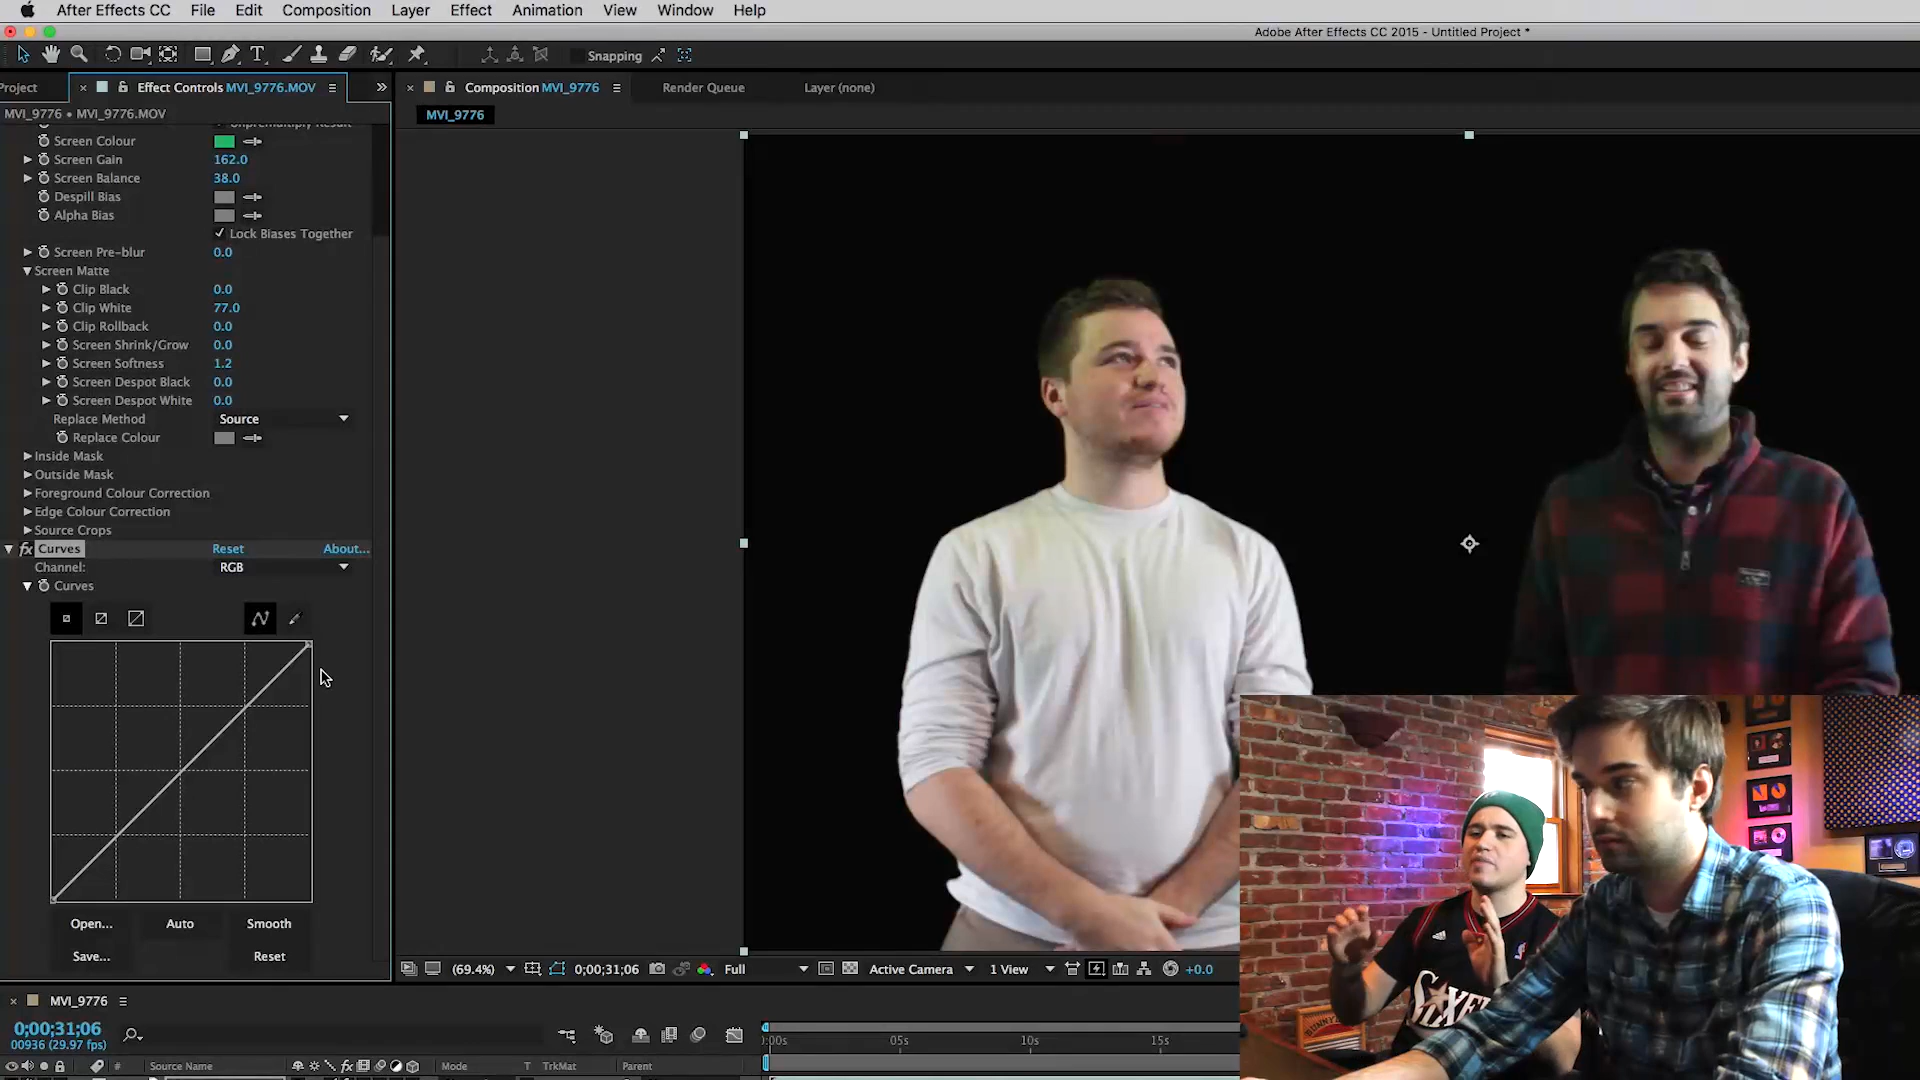 After Effects CC File Edit Composition Layer Effect Animation View Window Help
Adobe After Effects CC 2015 - Untitled Project *
Snapping
Project Effect Controls MVI_9776.MOV Composition MVI_9776 Render Queue Layer (none)
MVI_9776 • MVI_9776.MOV
MVI_9776
Unpremultiply Result
Screen Colour
Screen Gain 162.0
Screen Balance 38.0
Despill Bias
Alpha Bias
Lock Biases Together
Screen Pre-blur 0.0
Screen Matte
Clip Black 0.0
Clip White 77.0
Clip Rollback 0.0
Screen Shrink/Grow 0.0
Screen Softness 1.2
Screen Despot Black 0.0
Screen Despot White 0.0
Replace Method Source
Replace Colour
Inside Mask
Outside Mask
Foreground Colour Correction
Edge Colour Correction
Source Crops
fx Curves Reset About...
Channel: RGB
Curves
Open... Auto Smooth
Save... Reset
(69.4%) 0;00;31;06 Full Active Camera 1 View +0.0
MVI_9776
0;00;31;06
00936 (29.97 fps)
:00s 05s 10s 15s
# Source Name fx Mode T TrkMat Parent